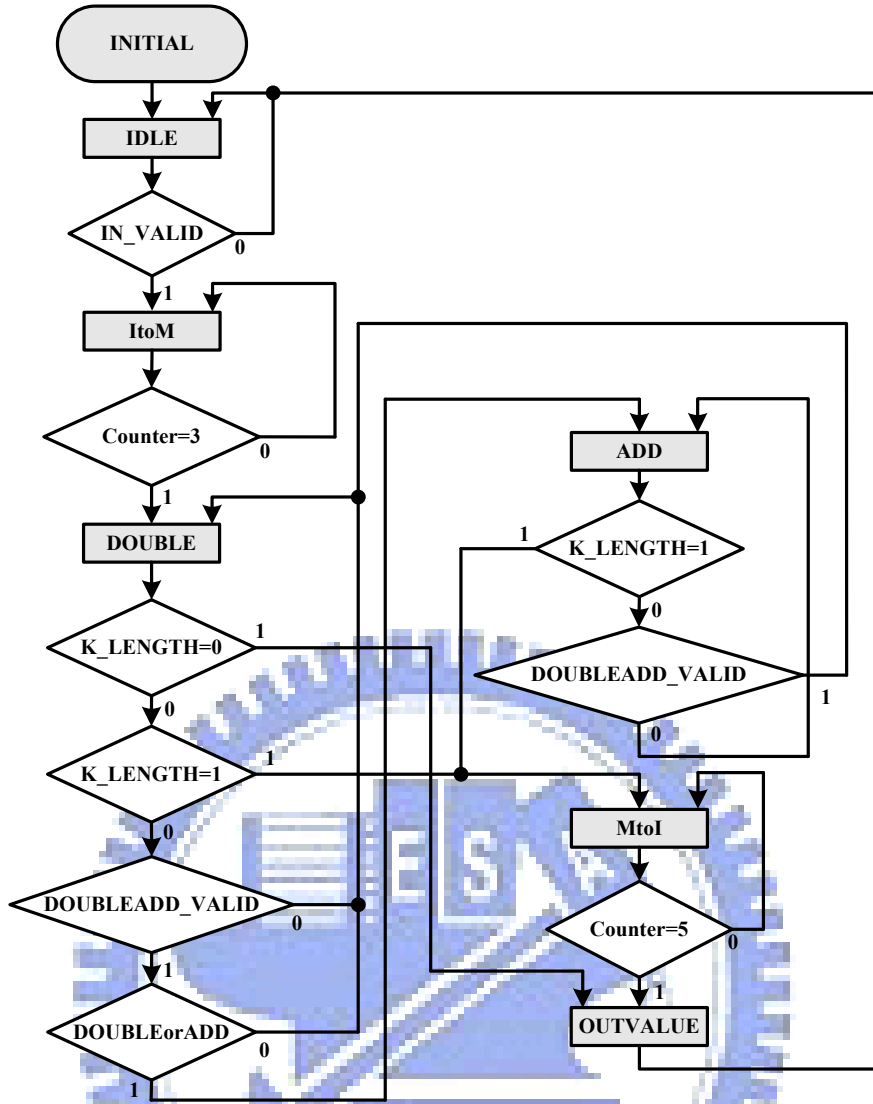 INITIAL
IDLE
IN_VALID
0
1
ItoM
Counter=3
0
1
DOUBLE
K_LENGTH=0
1
0
K_LENGTH=1
1
0
DOUBLEADD_VALID
0
1
DOUBLEorADD
0
1
ADD
1
K_LENGTH=1
0
DOUBLEADD_VALID
1
0
MtoI
Counter=5
0
1
OUTVALUE
ES